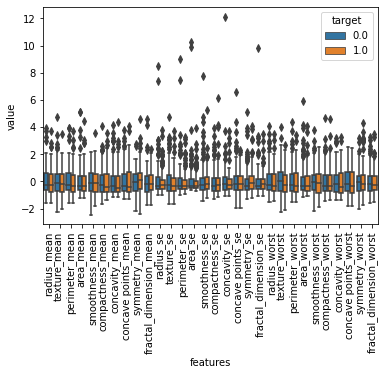 target
0.0
1.0
12
10
8
6
4
2
0
−2
value
radius_mean
texture_mean
perimeter_mean
area_mean
smoothness_mean
compactness_mean
concavity_mean
concave points_mean
symmetry_mean
fractal_dimension_mean
radius_se
texture_se
perimeter_se
area_se
smoothness_se
compactness_se
concavity_se
concave points_se
symmetry_se
fractal_dimension_se
radius_worst
texture_worst
perimeter_worst
area_worst
smoothness_worst
compactness_worst
concavity_worst
concave points_worst
symmetry_worst
fractal_dimension_worst
features